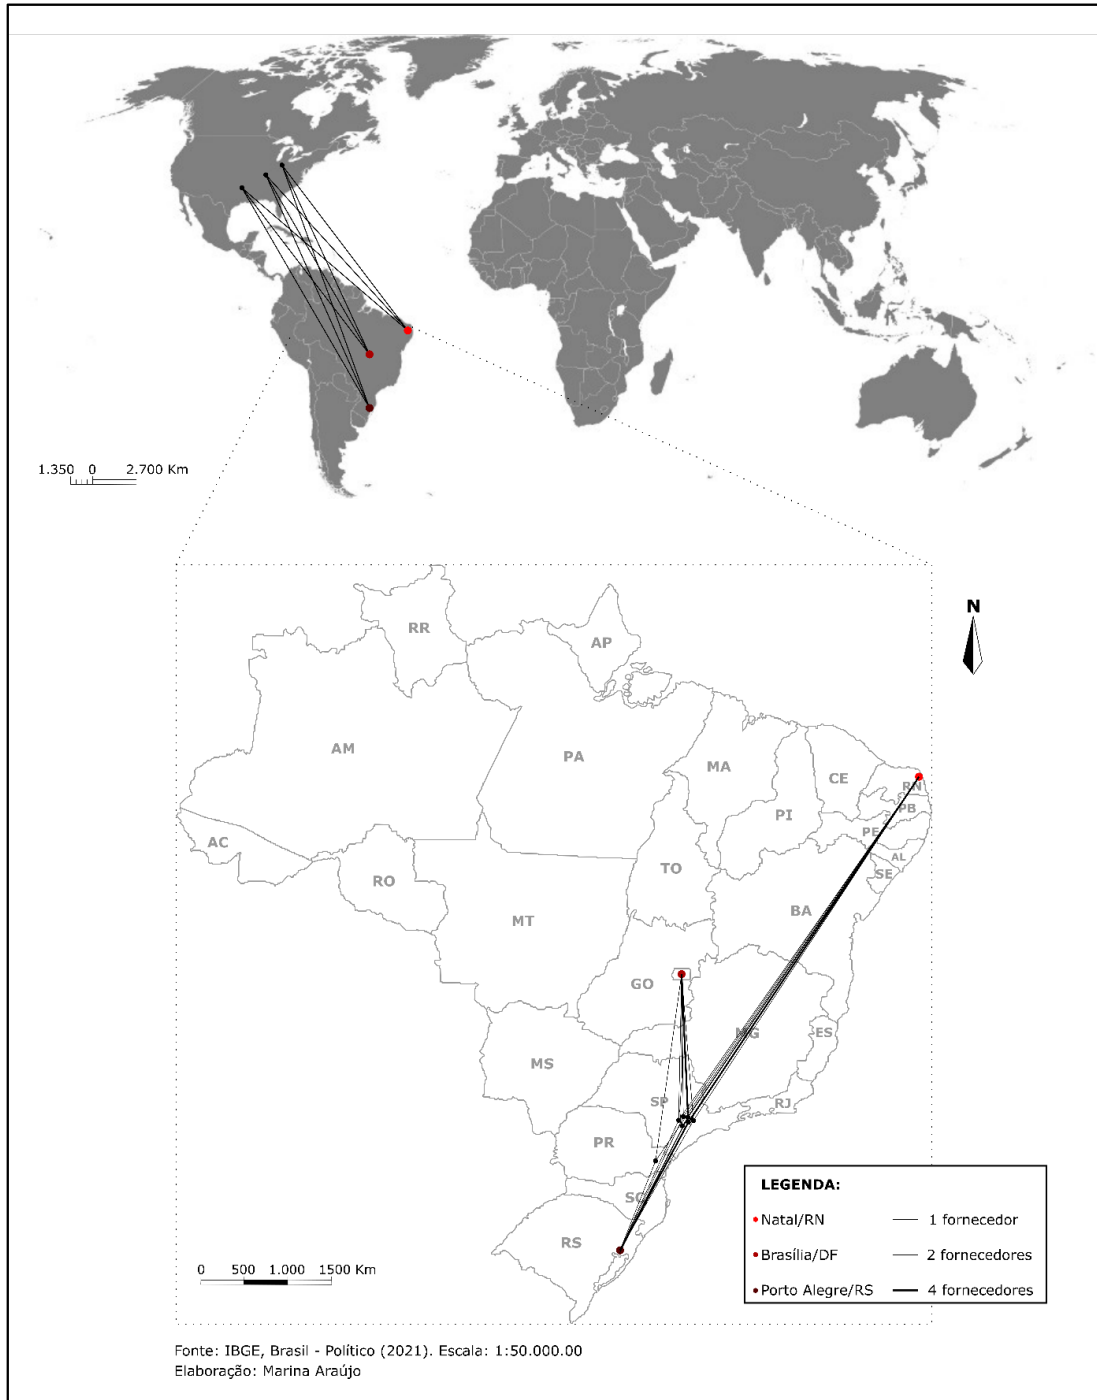 1.350 0 2.700 Km
N
RR
AP
AM
PA
MA
CE
RN
PB
PI
PE
AL
SE
AC
RO
TO
BA
MT
GO
MG
ES
MS
SP
RJ
PR
SC
RS
LEGENDA:
Natal/RN 1 fornecedor
Brasília/DF 2 fornecedores
Porto Alegre/RS 4 fornecedores
0 500 1.000 1500 Km
Fonte: IBGE, Brasil - Político (2021). Escala: 1:50.000.00
Elaboração: Marina Araújo